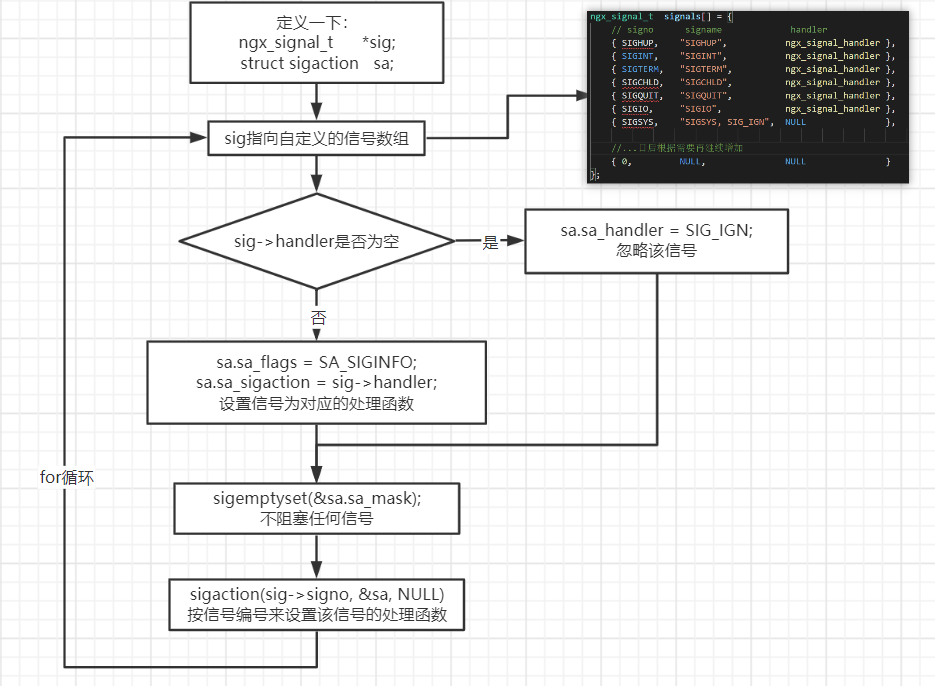 定义一下：
ngx_signal_t *sig;
struct sigaction sa;
ngx_signal_t signals[] = {
// signo signame handler
{ SIGHUP, "SIGHUP", ngx_signal_handler },
{ SIGINT, "SIGINT", ngx_signal_handler },
{ SIGTERM, "SIGTERM", ngx_signal_handler },
{ SIGCHLD, "SIGCHLD", ngx_signal_handler },
{ SIGQUIT, "SIGQUIT", ngx_signal_handler },
{ SIGIO, "SIGIO", ngx_signal_handler },
{ SIGSYS, "SIGSYS, SIG_IGN", NULL },
//...日后根据需要再继续增加
{ 0, NULL, NULL }
};
sig指向自定义的信号数组
sig->handler是否为空
是
sa.sa_handler = SIG_IGN;
忽略该信号
否
sa.sa_flags = SA_SIGINFO;
sa.sa_sigaction = sig->handler;
设置信号为对应的处理函数
for循环
sigemptyset(&sa.sa_mask);
不阻塞任何信号
sigaction(sig->signo, &sa, NULL)
按信号编号来设置该信号的处理函数